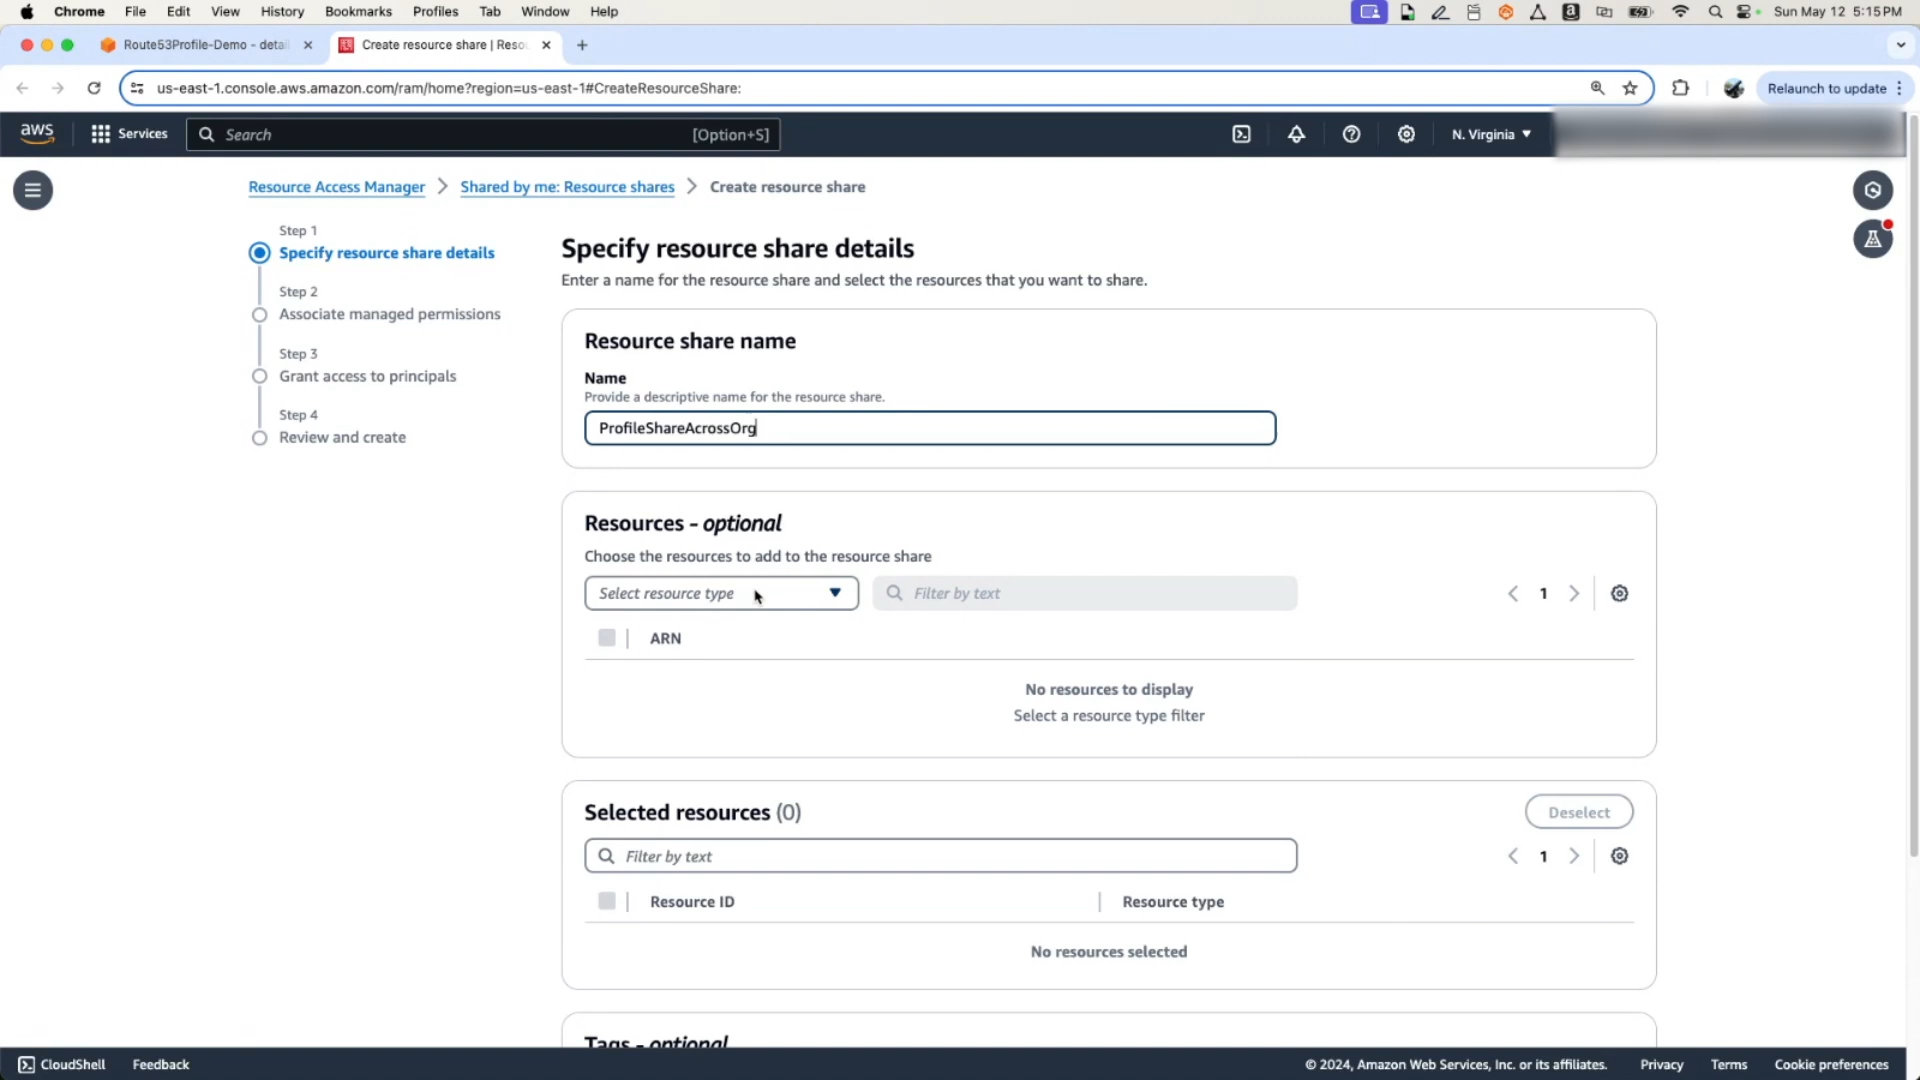 Chrome File Edit View History Bookmarks Profiles Tab Window Help Sun May 12 5:15 PM
Route53Profile-Demo - detai Create resource share | Reso
us-east-1.console.aws.amazon.com/ram/home?region=us-east-1#CreateResourceShare: Relaunch to update
aws Services Search [Option+S] N. Virginia
Resource Access Manager > Shared by me: Resource shares > Create resource share
Step 1
Specify resource share details
Step 2
Associate managed permissions
Step 3
Grant access to principals
Step 4
Review and create
Specify resource share details
Enter a name for the resource share and select the resources that you want to share.
Resource share name
Name
Provide a descriptive name for the resource share.
ProfileShareAcrossOrg
Resources - optional
Choose the resources to add to the resource share
Select resource type Filter by text 1
ARN
No resources to display
Select a resource type filter
Selected resources (0) Deselect
Filter by text 1
Resource ID Resource type
No resources selected
Tags - optional
CloudShell Feedback © 2024, Amazon Web Services, Inc. or its affiliates. Privacy Terms Cookie preferences